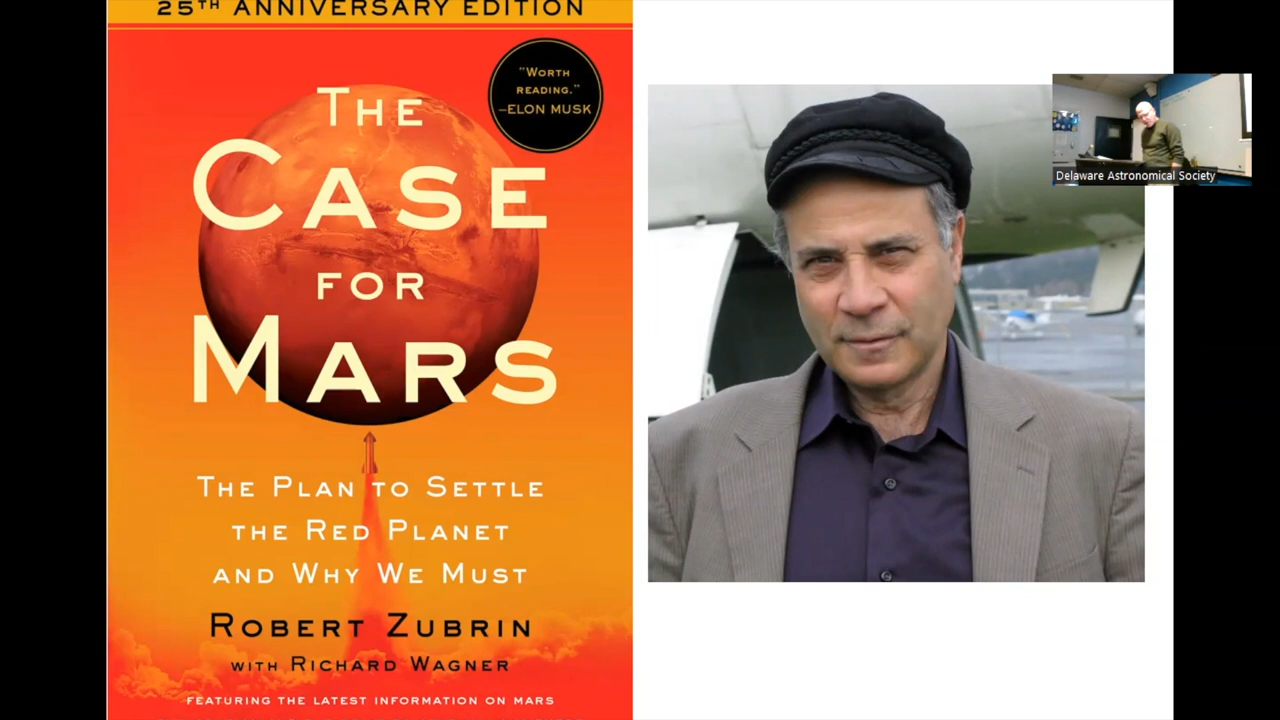 25TH ANNIVERSARY EDITION
"WORTH
READING."
—ELON MUSK
THE
CASE
FOR
MARS
THE PLAN TO SETTLE
THE RED PLANET
AND WHY WE MUST
ROBERT ZUBRIN
WITH RICHARD WAGNER
FEATURING THE LATEST INFORMATION ON MARS
Delaware Astronomical Society